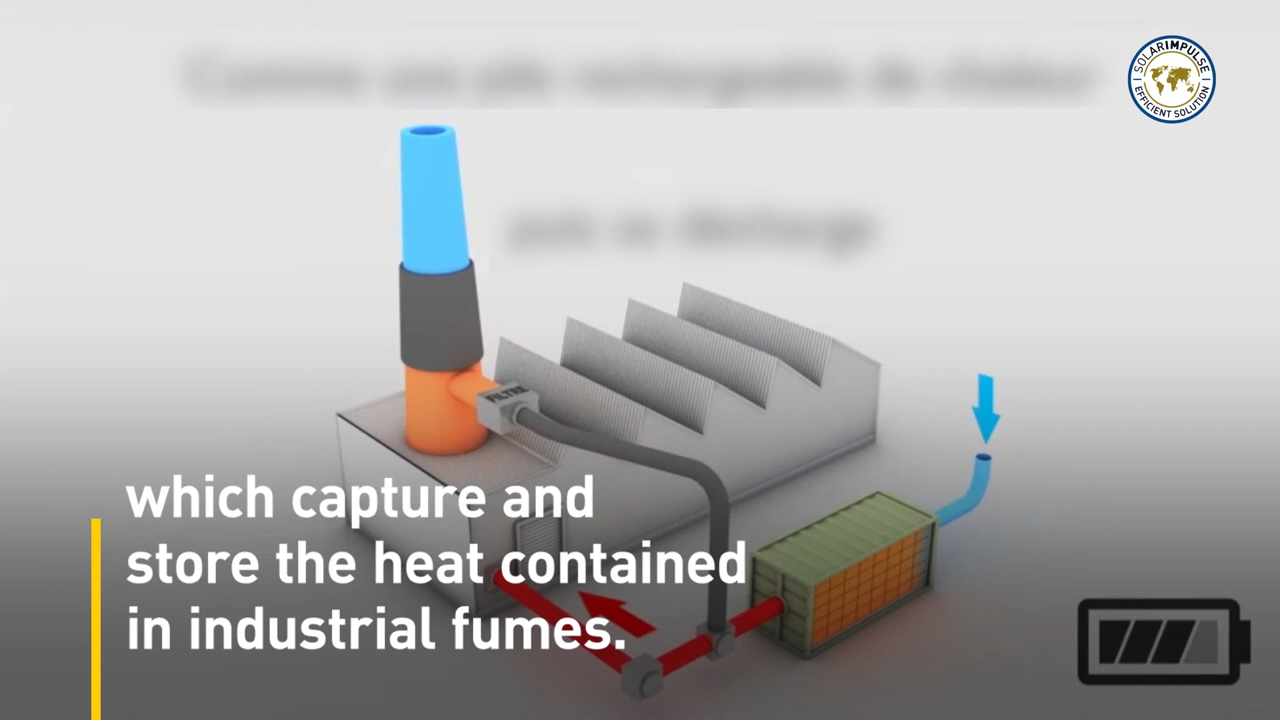 SOLARIMPULSE
EFFICIENT SOLUTION
FILTRE
which capture and
store the heat contained
in industrial fumes.